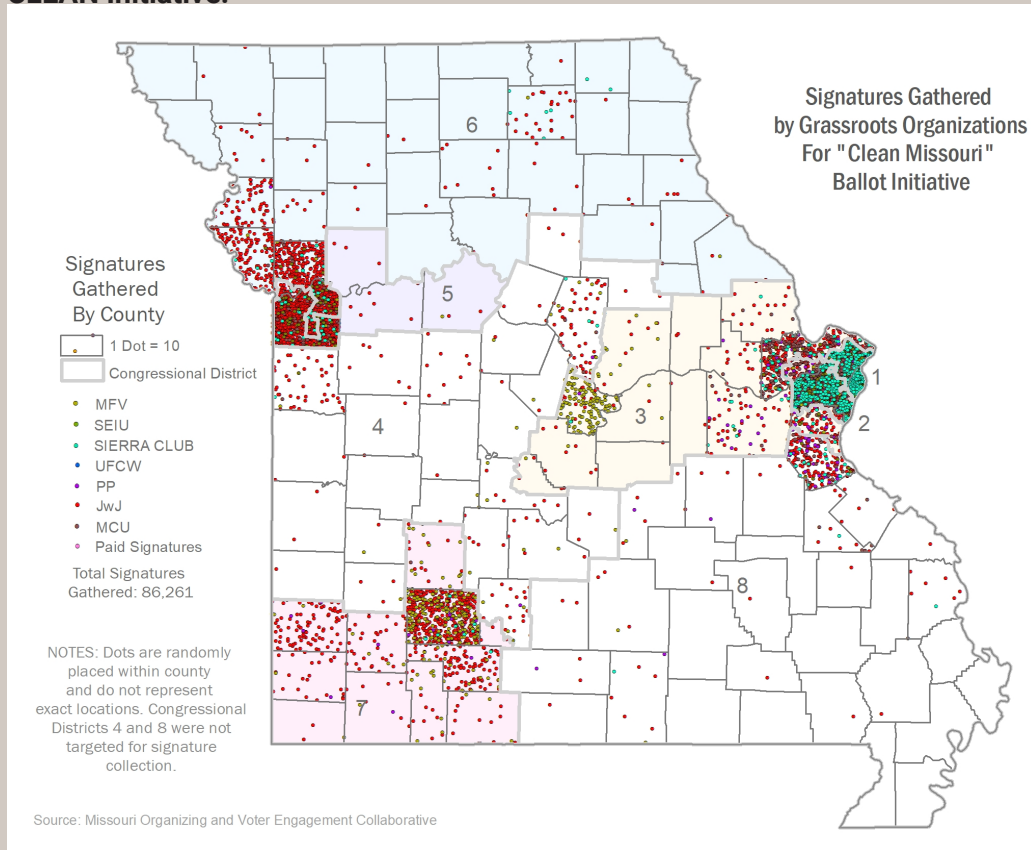 CLEAN Initiative.
Signatures Gathered
by Grassroots Organizations
For "Clean Missouri"
Ballot Initiative
6
5
4
3
1
2
8
7
Signatures
Gathered
By County
1 Dot = 10
Congressional District
MFV
SEIU
SIERRA CLUB
UFCW
PP
JwJ
MCU
Paid Signatures
Total Signatures
Gathered: 86,261
NOTES: Dots are randomly
placed within county
and do not represent
exact locations. Congressional
Districts 4 and 8 were not
targeted for signature
collection.
Source: Missouri Organizing and Voter Engagement Collaborative